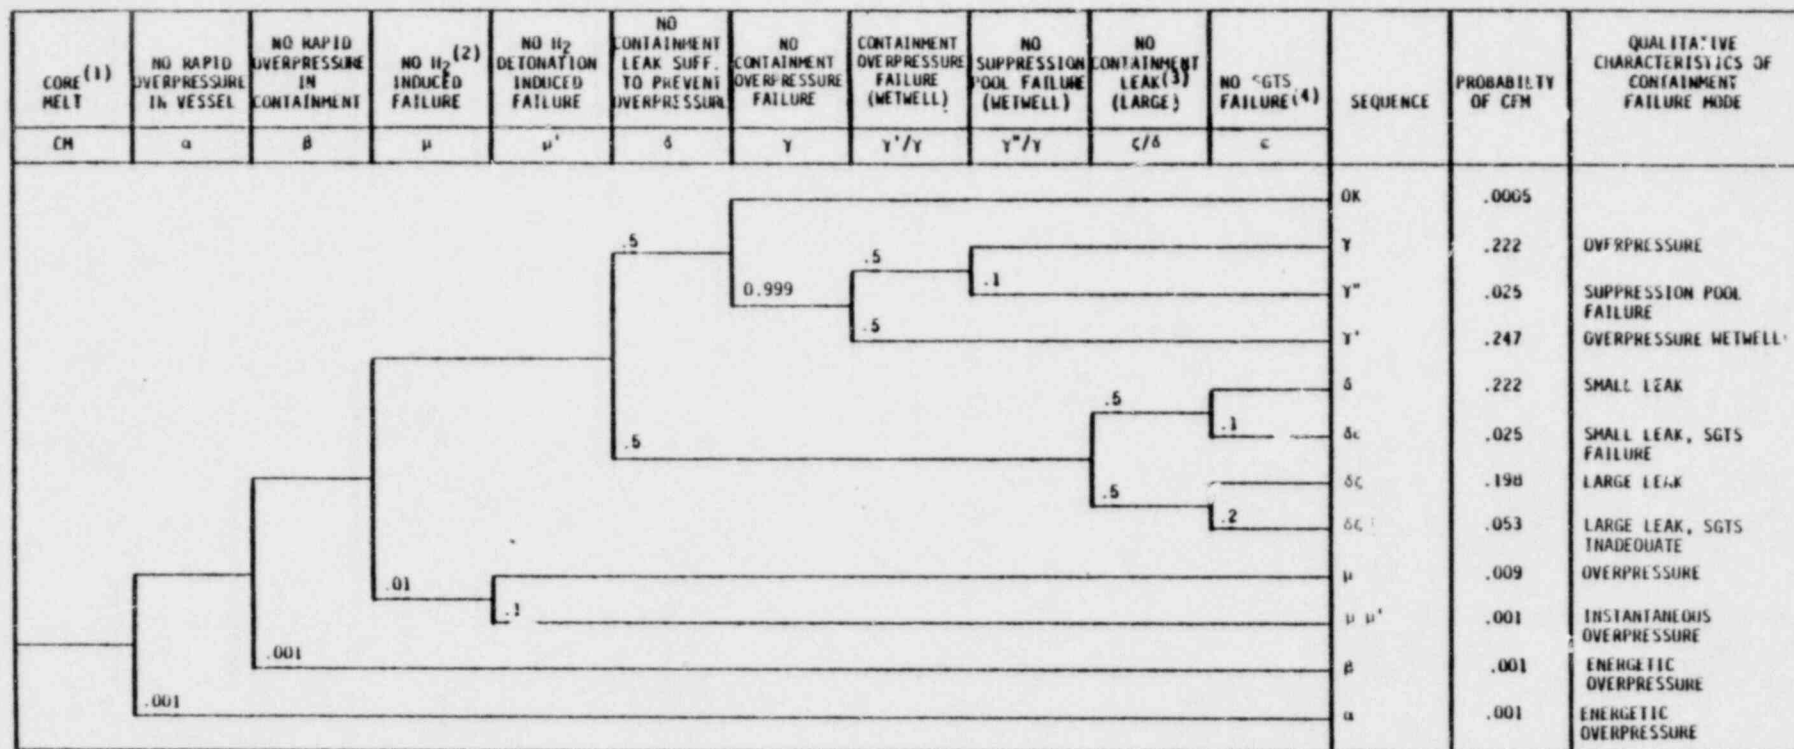 CORE(1) MELT
NO RAPID OVERPRESSURE IN VESSEL
NO RAPID OVERPRESSURE IN CONTAINMENT
NO H2(2) INDUCED FAILURE
NO H2 DETONATION INDUCED FAILURE
NO CONTAINMENT LEAK SUFF. TO PREVENT OVERPRESSURE
NO CONTAINMENT OVERPRESSURE FAILURE
CONTAINMENT OVERPRESSURE FAILURE (WETWELL)
NO SUPPRESSION POOL FAILURE (WETWELL)
NO CONTAINMENT LEAK(3) (LARGE)
NO SGTS FAILURE(4)
SEQUENCE
PROBABILTY OF CFM
QUALITATIVE CHARACTERISTICS OF CONTAINMENT FAILURE MODE
CM α β μ μ' δ γ γ'/γ γ"/γ ζ/δ ε
OK .0005
.5
γ .222 OVERPRESSURE
.5
.1
0.999
γ" .025 SUPPRESSION POOL FAILURE
.5
γ' .247 OVERPRESSURE WETWELL
δ .222 SMALL LEAK
.5
.1
.5
δε .025 SMALL LEAK, SGTS FAILURE
δζ .198 LARGE LEAK
.5
.2
δζ .053 LARGE LEAK, SGTS INADEQUATE
μ .009 OVERPRESSURE
.01
.1
μ μ' .001 INSTANTANEOUS OVERPRESSURE
.001
β .001 ENERGETIC OVERPRESSURE
.001
α .001 ENERGETIC OVERPRESSURE